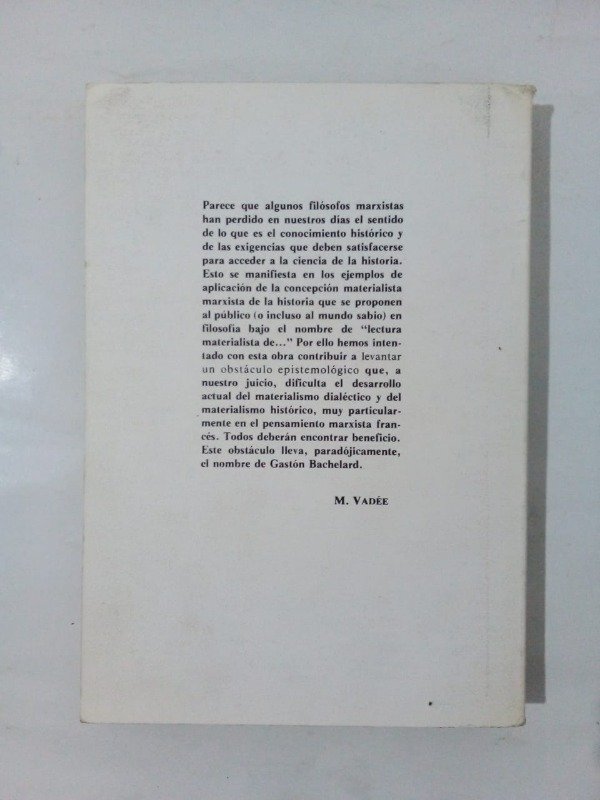 Parece que algunos filósofos marxistas
han perdido en nuestros días el sentido
de lo que es el conocimiento histórico y
de las exigencias que deben satisfacerse
para acceder a la ciencia de la historia.
Esto se manifiesta en los ejemplos de
aplicación de la concepción materialista
marxista de la historia que se proponen
al público (o incluso al mundo sabio) en
filosofía bajo el nombre de “lectura
materialista de...” Por ello hemos inten-
tado con esta obra contribuir a levantar
un obstáculo epistemológico que, a
nuestro juicio, dificulta el desarrollo
actual del materialismo dialéctico y del
materialismo histórico, muy particular-
mente en el pensamiento marxista fran-
cés. Todos deberán encontrar beneficio.
Este obstáculo lleva, paradójicamente,
el nombre de Gastón Bachelard.
M. VADÉE